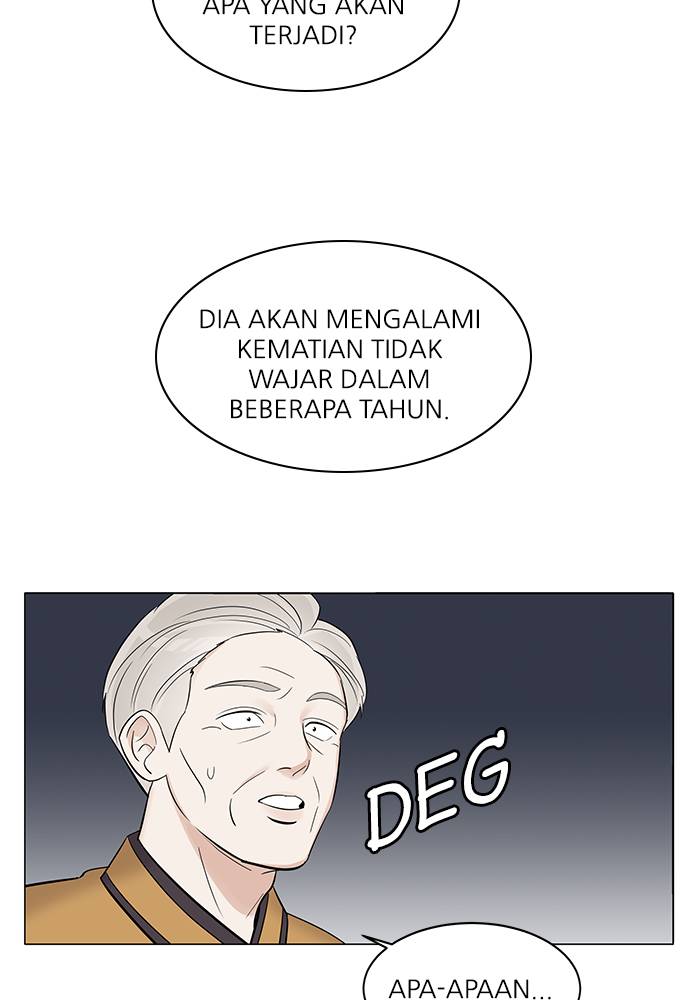 APA YANG AKAN
TERJADI?
DIA AKAN MENGALAMI
KEMATIAN TIDAK
WAJAR DALAM
BEBERAPA TAHUN.
DEG
APA-APAAN...